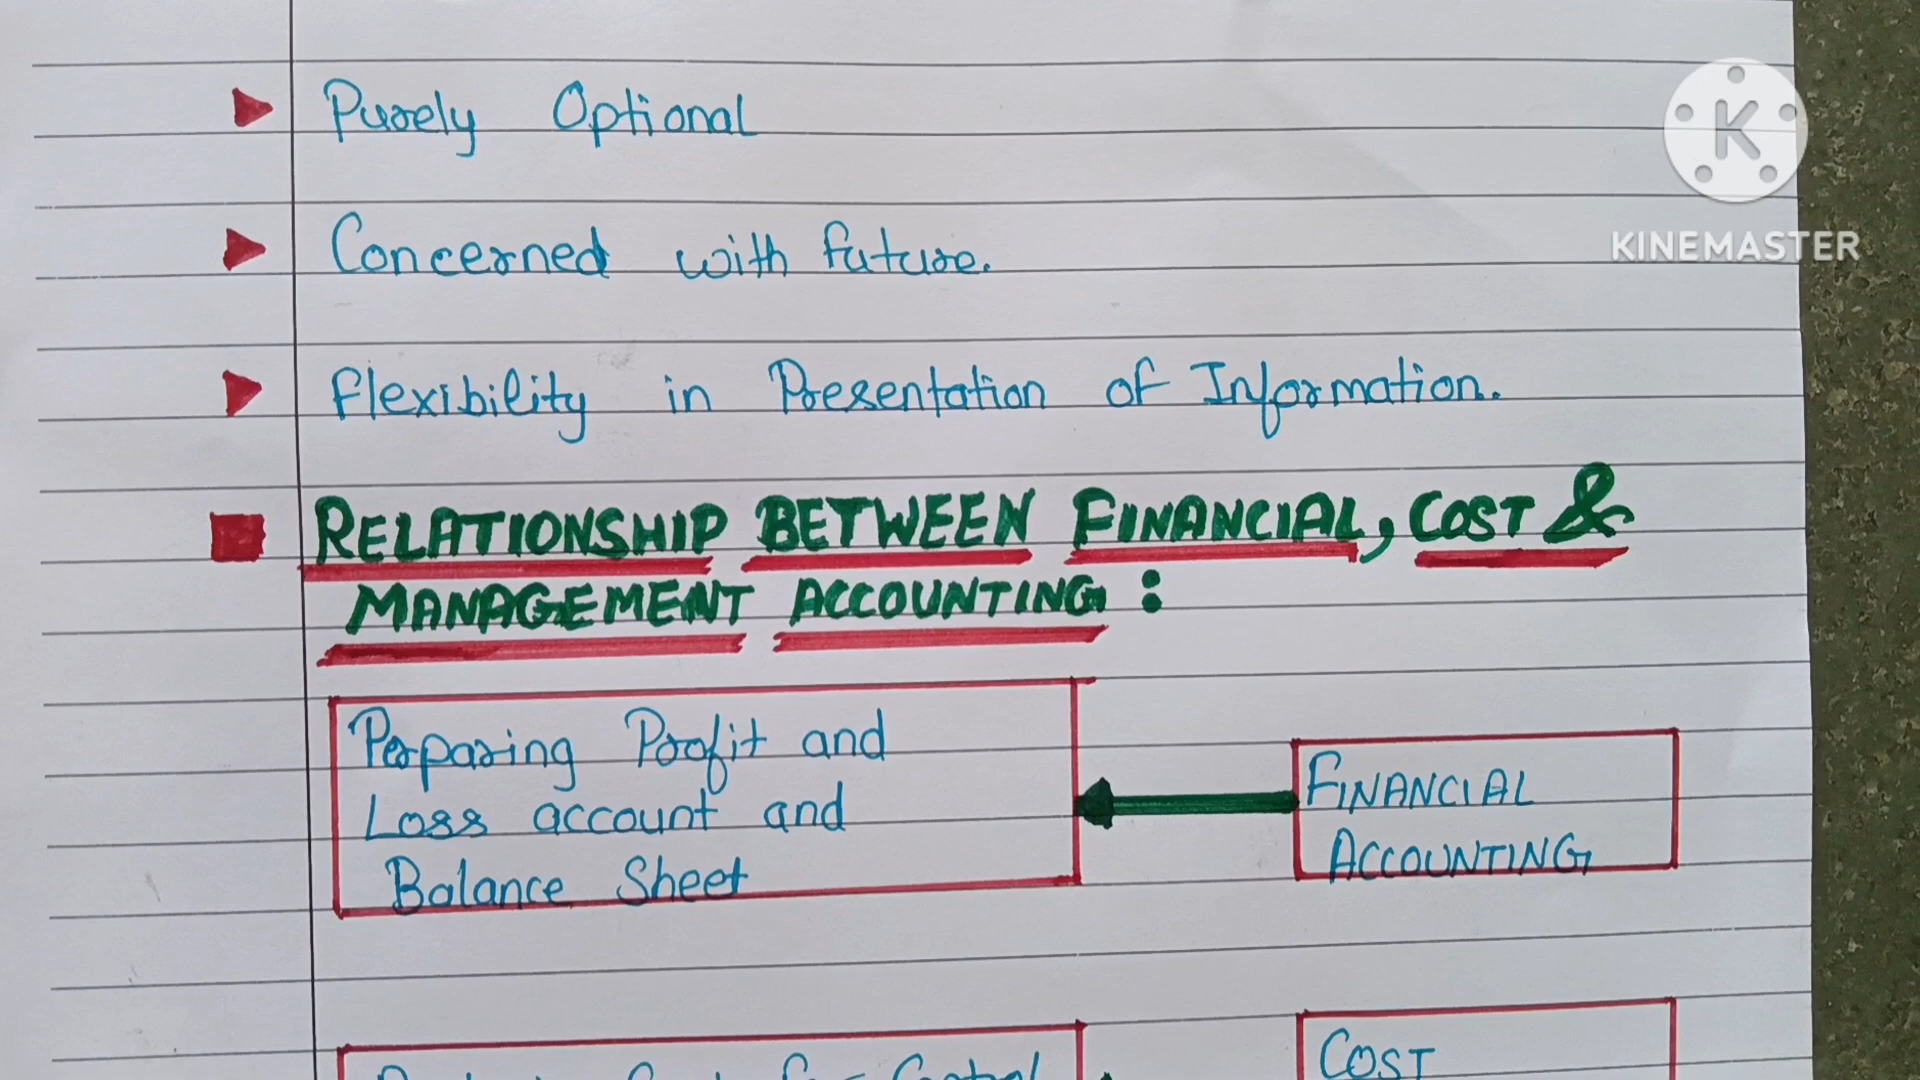 Purely Optional
KINEMASTER
Concerned with future.
Flexibility in Presentation of Information.
RELATIONSHIP BETWEEN FINANCIAL, COST &
MANAGEMENT ACCOUNTING :
Perparing Profit and
Loss account and
Balance Sheet
FINANCIAL
ACCOUNTING
COST